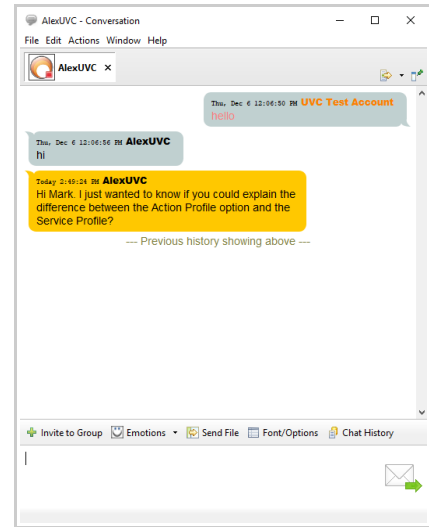 AlexUVC - Conversation
File Edit Actions Window Help
AlexUVC ×
Thu, Dec 6 12:06:50 PM UVC Test Account
hello
Thu, Dec 6 12:06:56 PM AlexUVC
hi
Today 2:49:24 PM AlexUVC
Hi Mark. I just wanted to know if you could explain the
difference between the Action Profile option and the
Service Profile?
--- Previous history showing above ---
Invite to Group Emotions Send File Font/Options Chat History